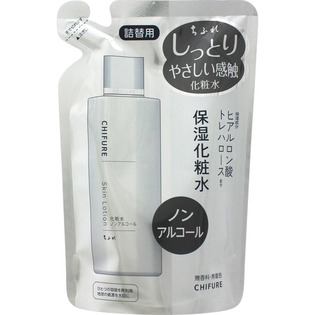 詰替用
ちふれ
しっとり
やさしい感触
化粧水
保湿成分
ヒアルロン酸
トレハロース
保湿化粧水
ノン
アルコール
CHIFURE
Skin Lotion
化粧水
ノンアルコール
ちふれ
無香料・無着色
CHIFURE